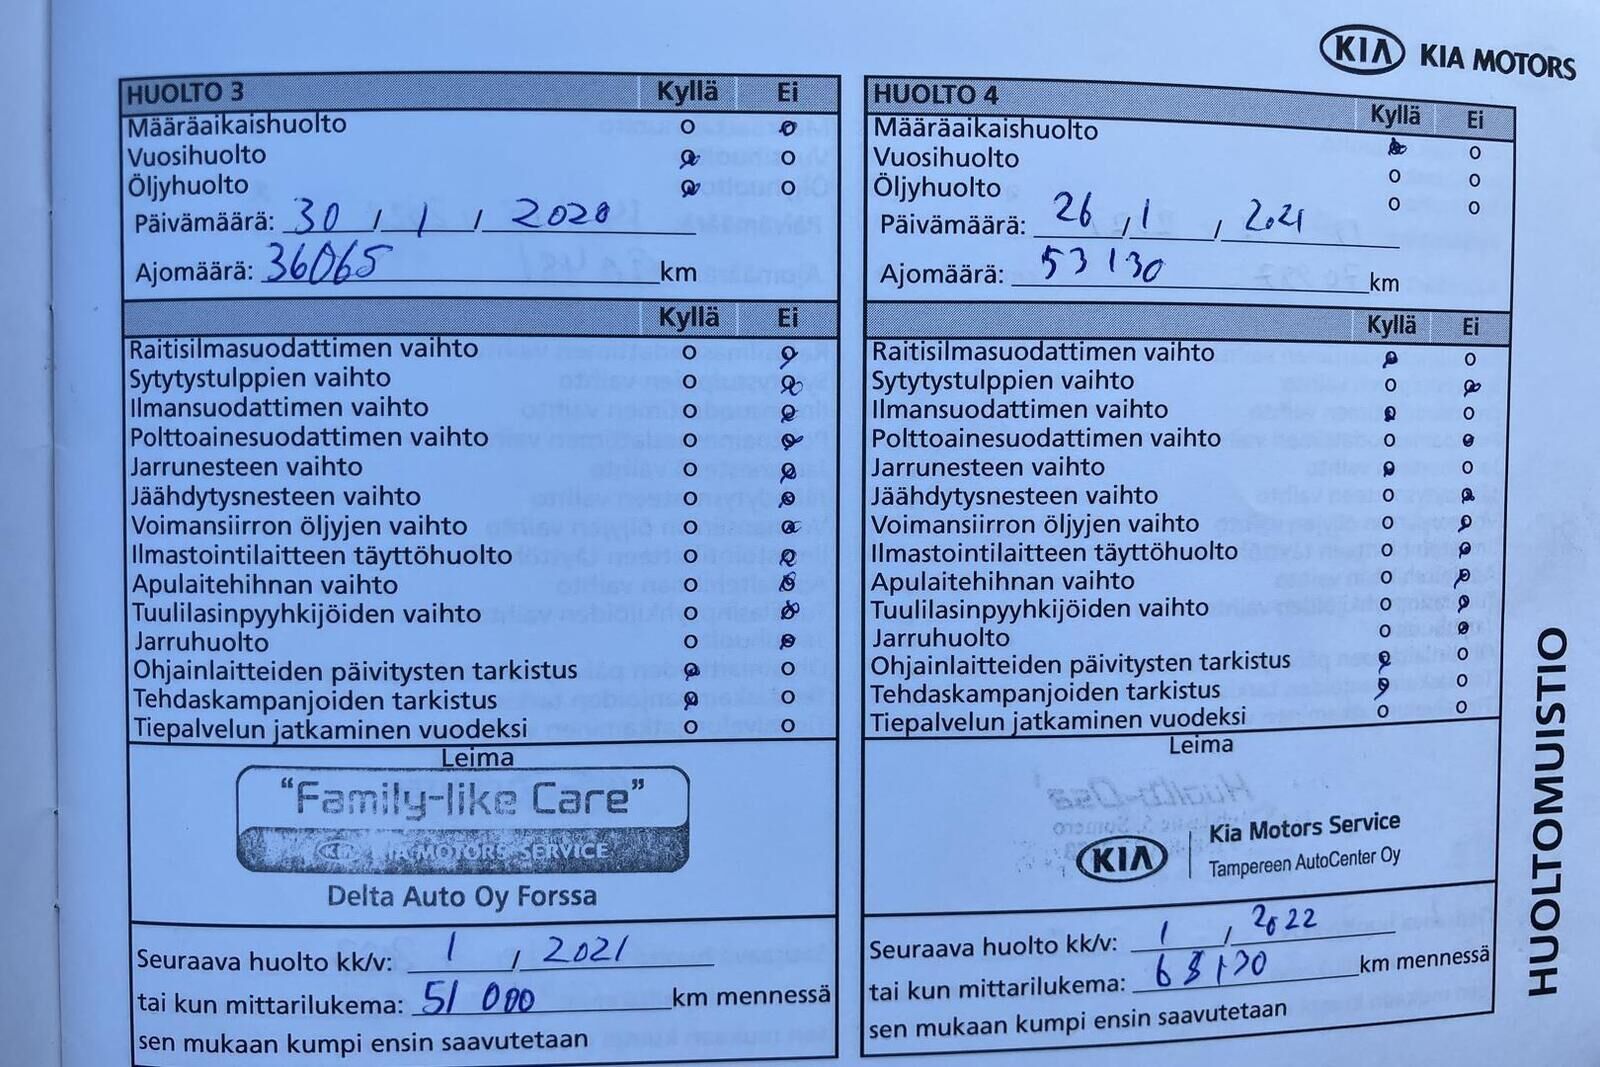 KIA KIA MOTORS
HUOLTO 3 Kyllä Ei
Määräaikaishuolto
Vuosihuolto
Öljyhuolto
Päivämäärä: 30 / 1 / 2020
Ajomäärä: 36065 km
Kyllä Ei
Raitisilmasuodattimen vaihto
Sytytystulppien vaihto
Ilmansuodattimen vaihto
Polttoainesuodattimen vaihto
Jarrunesteen vaihto
Jäähdytysnesteen vaihto
Voimansiirron öljyjen vaihto
Ilmastointilaitteen täyttöhuolto
Apulaitehihnan vaihto
Tuulilasinpyyhkijöiden vaihto
Jarruhuolto
Ohjainlaitteiden päivitysten tarkistus
Tehdaskampanjoiden tarkistus
Tiepalvelun jatkaminen vuodeksi
Leima
"Family-like Care"
KIA KIA MOTORS SERVICE
Delta Auto Oy Forssa
Seuraava huolto kk/v: 1 / 2021
tai kun mittarilukema: 51 000 km mennessä
sen mukaan kumpi ensin saavutetaan
HUOLTO 4 Kyllä Ei
Määräaikaishuolto
Vuosihuolto
Öljyhuolto
Päivämäärä: 26 / 1 / 2021
Ajomäärä: 53130 km
Kyllä Ei
Raitisilmasuodattimen vaihto
Sytytystulppien vaihto
Ilmansuodattimen vaihto
Polttoainesuodattimen vaihto
Jarrunesteen vaihto
Jäähdytysnesteen vaihto
Voimansiirron öljyjen vaihto
Ilmastointilaitteen täyttöhuolto
Apulaitehihnan vaihto
Tuulilasinpyyhkijöiden vaihto
Jarruhuolto
Ohjainlaitteiden päivitysten tarkistus
Tehdaskampanjoiden tarkistus
Tiepalvelun jatkaminen vuodeksi
Leima
KIA Kia Motors Service
Tampereen AutoCenter Oy
Seuraava huolto kk/v: 1 / 2022
tai kun mittarilukema: km mennessä
sen mukaan kumpi ensin saavutetaan
HUOLTOMUISTIO